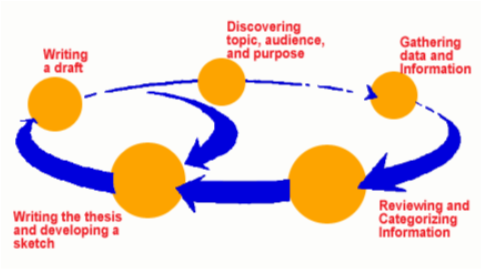 Discovering
topic, audience,
and purpose
Gathering
data and
Information
Writing
a draft
Reviewing and
Categorizing
Information
Writing the thesis
and developing a
sketch